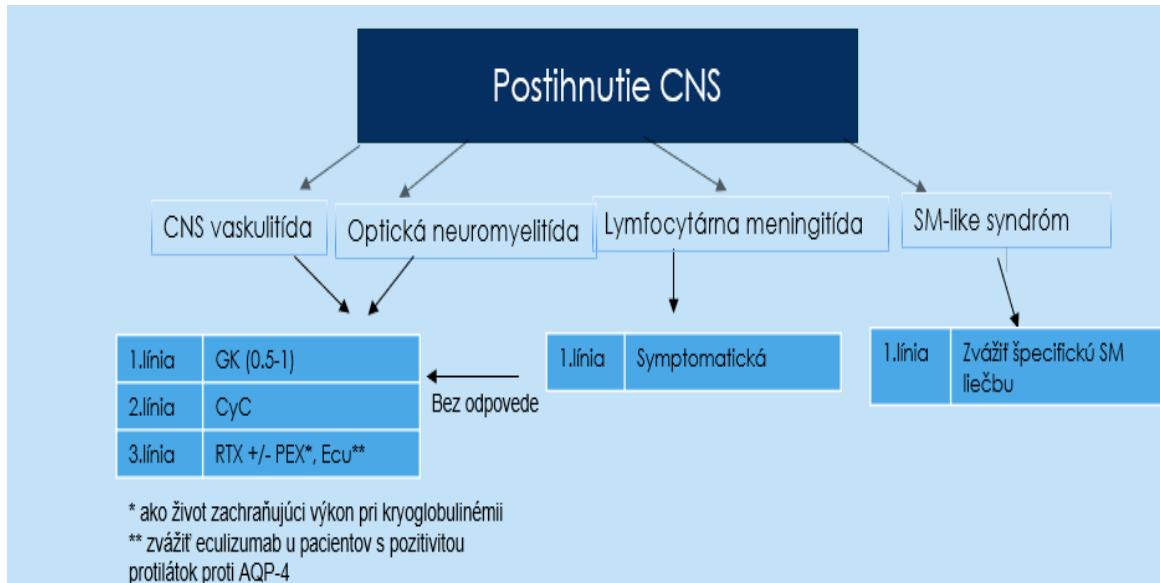 Postihnutie CNS
CNS vaskulitída
Optická neuromyelitída
Lymfocytárna meningitída
SM-like syndróm
1.línia GK (0.5-1)
2.línia CyC
3.línia RTX +/- PEX*, Ecu**
Bez odpovede
1.línia Symptomatická
1.línia Zvážiť špecifickú SM
liečbu
* ako život zachraňujúci výkon pri kryoglobulinémii
** zvážiť eculizumab u pacientov s pozitivitou
protilátok proti AQP-4